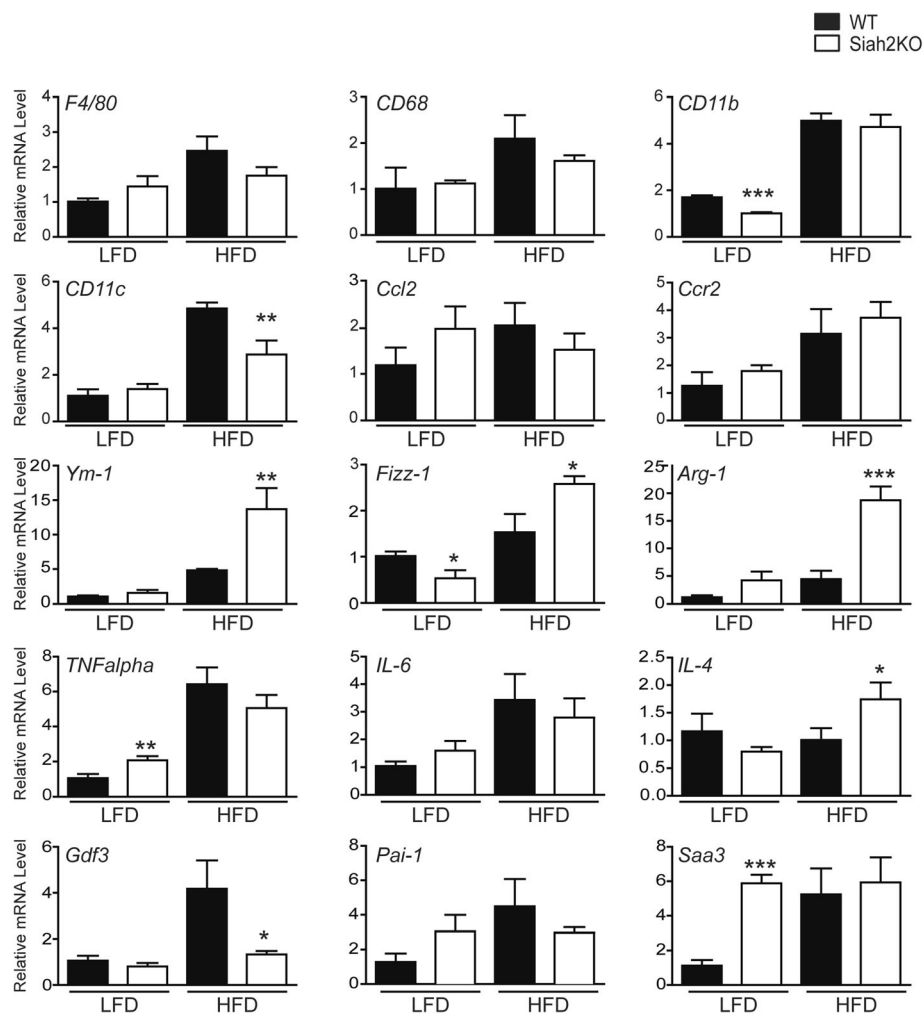 WT
Siah2KO
Relative mRNA Level
F4/80
4
3
2
1
0
LFD
HFD
CD68
3
2
1
0
LFD
HFD
CD11b
6
4
2
0
***
LFD
HFD
Relative mRNA Level
CD11c
6
4
2
0
**
LFD
HFD
Ccl2
3
2
1
0
LFD
HFD
Ccr2
5
4
3
2
1
0
LFD
HFD
Relative mRNA Level
Ym-1
20
15
10
5
0
**
LFD
HFD
Fizz-1
3
2
1
3
*
*
LFD
HFD
Arg-1
25
20
15
10
5
0
***
LFD
HFD
Relative mRNA Level
TNFalpha
8
6
4
2
0
**
LFD
HFD
IL-6
5
4
3
2
1
0
LFD
HFD
IL-4
2.5
2.0
1.5
1.0
0.5
0.0
*
LFD
HFD
Relative mRNA Level
Gdf3
6
4
2
0
*
LFD
HFD
Pai-1
8
6
4
2
0
LFD
HFD
Saa3
8
6
4
2
0
***
LFD
HFD